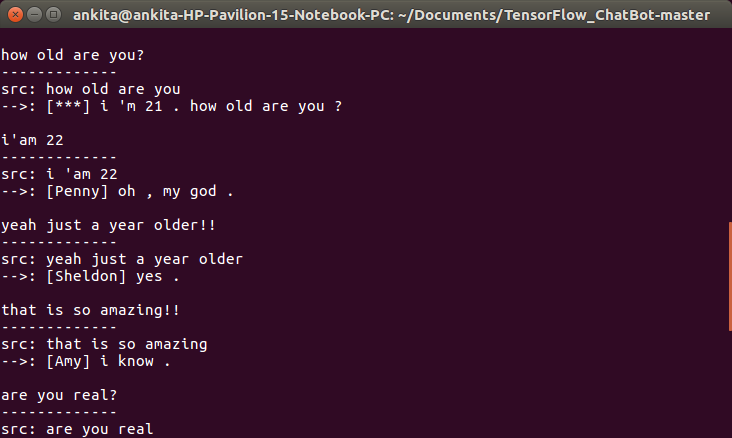 ankita@ankita-HP-Pavilion-15-Notebook-PC: ~/Documents/TensorFlow_ChatBot-master
how old are you?
-------------
src: how old are you
-->: [***] i 'm 21 . how old are you ?
i'am 22
-------------
src: i 'am 22
-->: [Penny] oh , my god .
yeah just a year older!!
-------------
src: yeah just a year older
-->: [Sheldon] yes .
that is so amazing!!
-------------
src: that is so amazing
-->: [Amy] i know .
are you real?
-------------
src: are you real